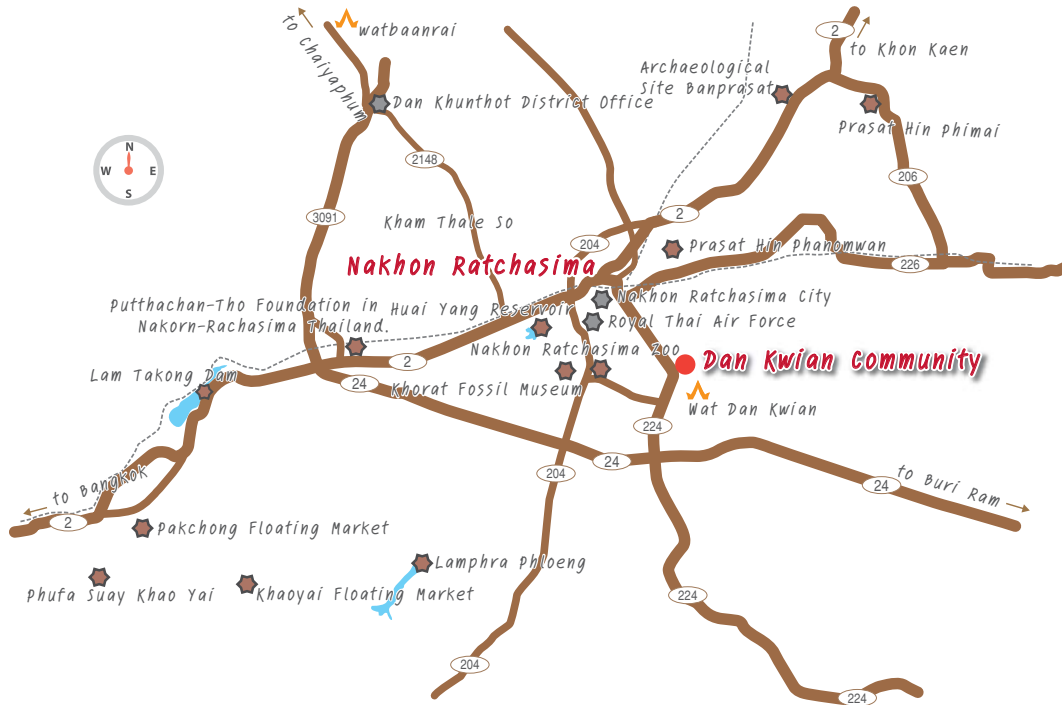 to Chaiyaphum
watbaanrai
2
to Khon Kaen
Archaeological
Site Banprasat
Dan Khunthot District Office
Prasat Hin Phimai
N
W
E
S
2148
206
3091
Kham Thale So
2
204
Prasat Hin Phanomwan
226
Nakhon Ratchasima
Putthachan-Tho Foundation in
Nakorn-Rachasima Thailand.
Huai Yang Reservoir
Nakhon Ratchasima City
Royal Thai Air Force
Nakhon Ratchasima Zoo
2
Dan Kwian Community
Lam Takong Dam
24
Khorat Fossil Museum
Wat Dan Kwian
224
24
204
24
to Buri Ram
to Bangkok
2
Pakchong Floating Market
Lamphra Phloeng
Phufa Suay Khao Yai
Khaoyai Floating Market
224
204
224